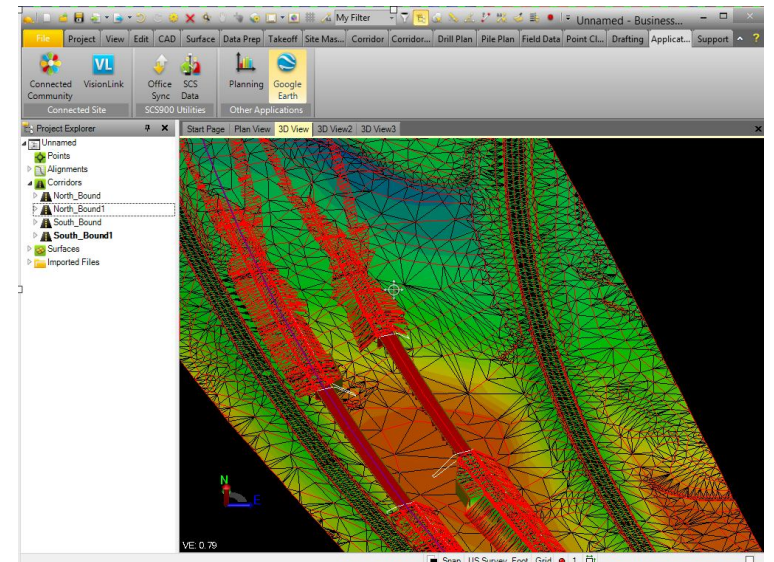 My Filter
Unnamed - Business...
File Project View Edit CAD Surface Data Prep Takeoff Site Mas... Corridor Corridor... Drill Plan Pile Plan Field Data Point Cl... Drafting Applicat... Support ?
Connected Community
VisionLink
Office Sync
SCS Data
Planning
Google Earth
Connected Site SCS900 Utilities Other Applications
Project Explorer
Start Page Plan View 3D View 3D View2 3D View3
Unnamed
Points
Alignments
Corridors
North_Bound
North_Bound1
South_Bound
South_Bound1
Surfaces
Imported Files
N
E
VE: 0.79
Snap US Survey Foot Grid 1